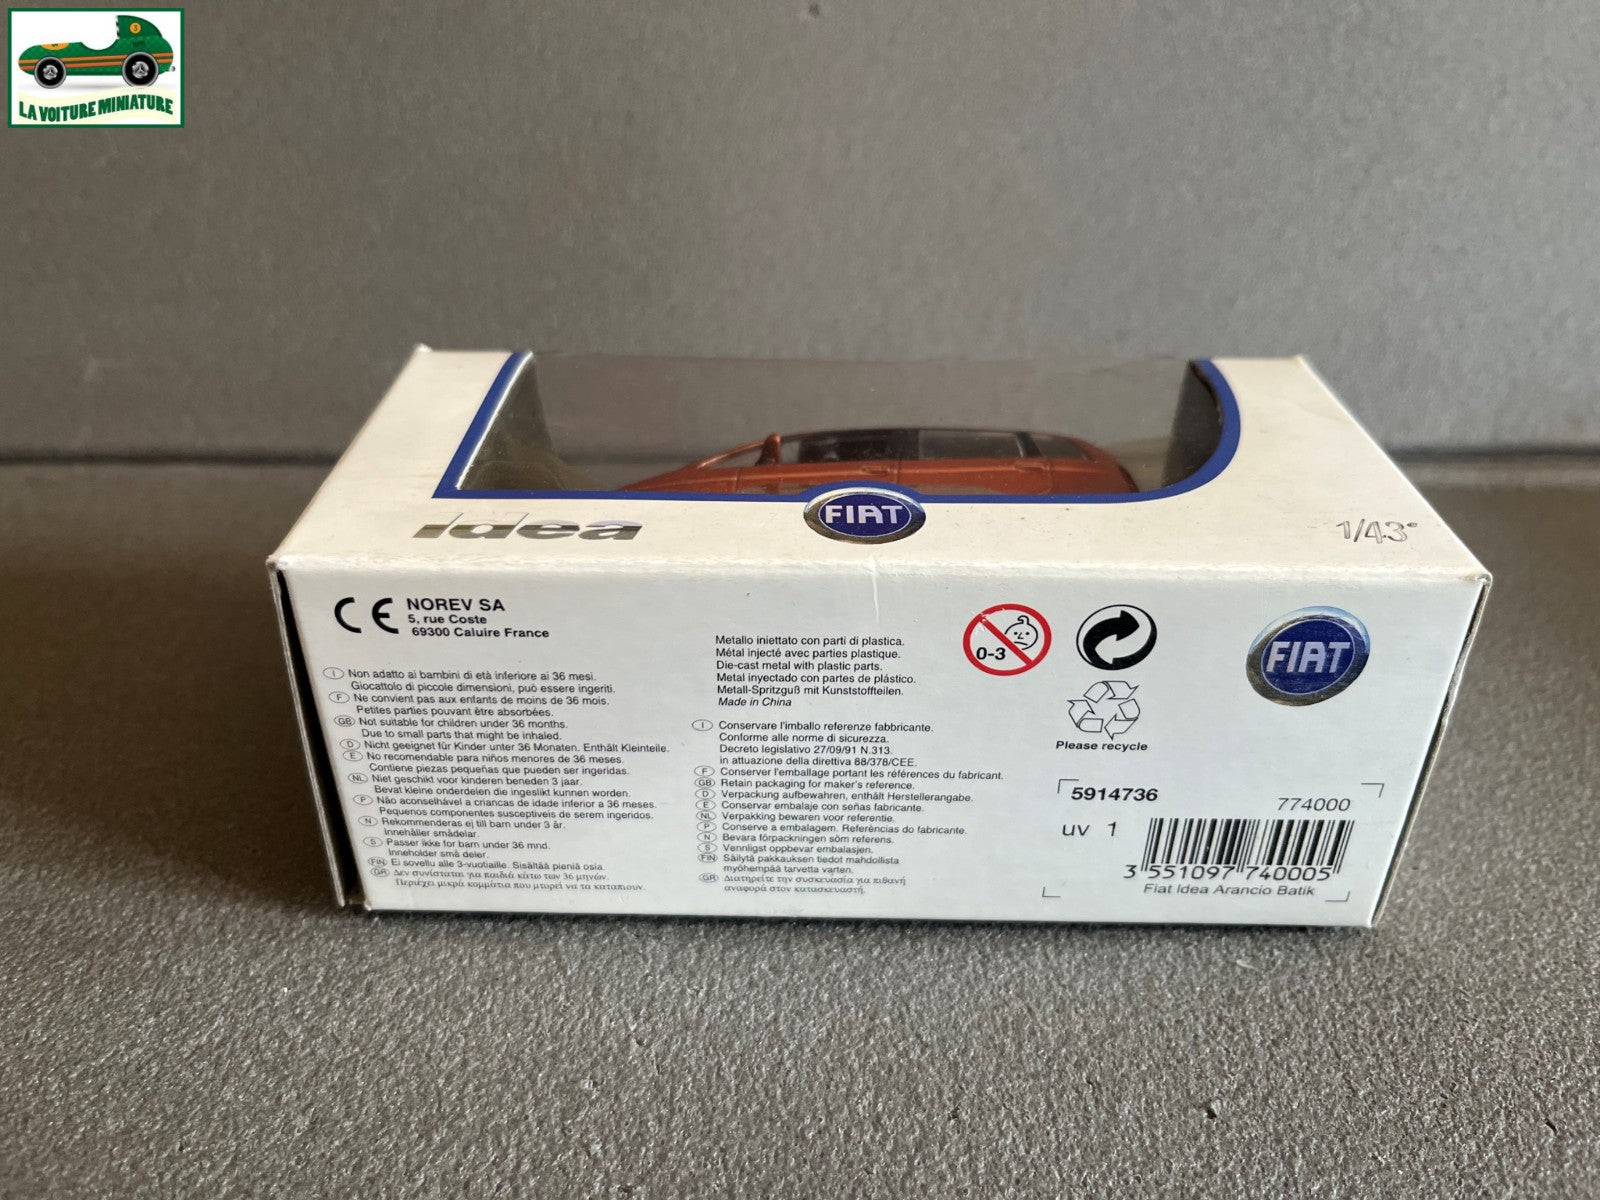 LA VOITURE MINIATURE
idea
FIAT
1/43e
CE
NOREV SA
5, rue Coste
69300 Caluire France
I Non adatto ai bambini di età inferiore ai 36 mesi.
Giocattolo di piccole dimensioni, può essere ingeriti.
F Ne convient pas aux enfants de moins de 36 mois.
Petites parties pouvant être absorbées.
GB Not suitable for children under 36 months.
Due to small parts that might be inhaled.
D Nicht geeignet für Kinder unter 36 Monaten. Enthält Kleinteile.
E No recomendable para niños menores de 36 meses.
Contiene piezas pequeñas que pueden ser ingeridas.
NL Niet geschikt voor kinderen beneden 3 jaar.
Bevat kleine onderdelen die ingeslikt kunnen worden.
P Não aconselhável a criancas de idade inferior a 36 meses.
Pequenos componentes susceptiveis de serem ingeridos.
N Rekommenderas ej till barn under 3 år.
Innehåller smådelar.
S Passer ikke for barn under 36 mnd.
Inneholder små deier.
FIN Ei sovellu alle 3-vuotiaille. Sisältää pieniä osia.
GR Δεν συνίσταται για παιδιά κάτω των 36 μηνών.
Περιέχει μικρά κομμάτια που μπορεί να τα καταπιουν.
Metallo iniettato con parti di plastica.
Métal injecté avec parties plastique.
Die-cast metal with plastic parts.
Metal inyectado con partes de plástico.
Metall-Spritzguß mit Kunststoffteilen.
Made in China
I Conservare l'imballo referenze fabbricante.
Conforme alle norme di sicurezza.
Decreto legislativo 27/09/91 N.313.
in attuazione della direttiva 88/378/CEE.
F Conserver l'emballage portant les références du fabricant.
GB Retain packaging for maker's reference.
D Verpackung aufbewahren, enthält Herstellerangabe.
E Conservar embalaje con señas fabricante.
NL Verpakking bewaren voor referentie.
P Conserve a embalagem. Referências do fabricante.
N Bevara förpackningen söm referens.
S Vennligst oppbevar embalasjen.
FIN Säilytä pakkauksen tiedot mahdollista
myöhempää tarvetta varten.
GR Διατηρείτε την συσκευασία για πιθανή
αναφορά στον κατασκευαστή.
0-3
Please recycle
FIAT
5914736
774000
uv 1
3 551097 740005
Fiat Idea Arancio Batik